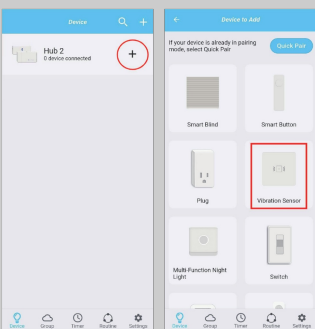 Device
+
Hub 2
0 device connected
+
Device
Group
Timer
Routine
Settings
Device to Add
If your device is already in pairing
mode, select Quick Pair
Quick Pair
Smart Blind
Smart Button
Plug
Vibration Sensor
Multi-Function Night
Light
Switch
Device
Group
Timer
Routine
Settings